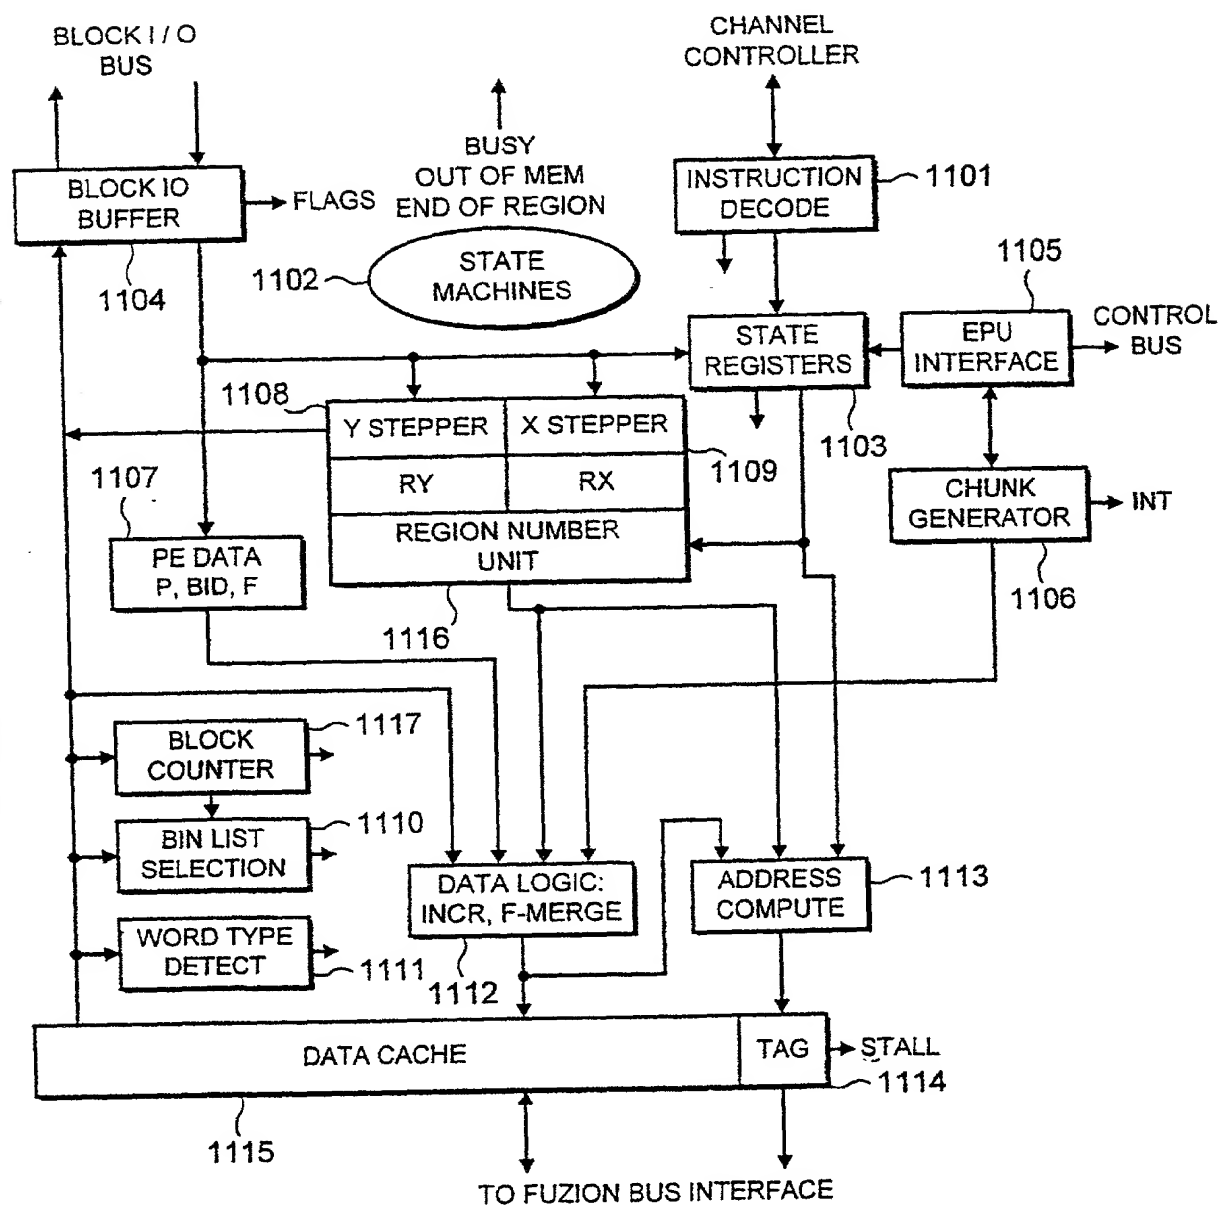 BLOCK I / O
BUS
CHANNEL
CONTROLLER
BUSY
OUT OF MEM
END OF REGION
BLOCK IO
BUFFER
FLAGS
INSTRUCTION
DECODE
1101
1104
1102
STATE
MACHINES
1105
STATE
REGISTERS
EPU
INTERFACE
CONTROL
BUS
1108
Y STEPPER
X STEPPER
1103
1109
1107
RY
RX
CHUNK
GENERATOR
INT
REGION NUMBER
UNIT
PE DATA
P, BID, F
1106
1116
1117
BLOCK
COUNTER
1110
BIN LIST
SELECTION
DATA LOGIC:
INCR, F-MERGE
ADDRESS
COMPUTE
1113
WORD TYPE
DETECT
1111
1112
DATA CACHE
TAG
STALL
1114
1115
TO FUZION BUS INTERFACE